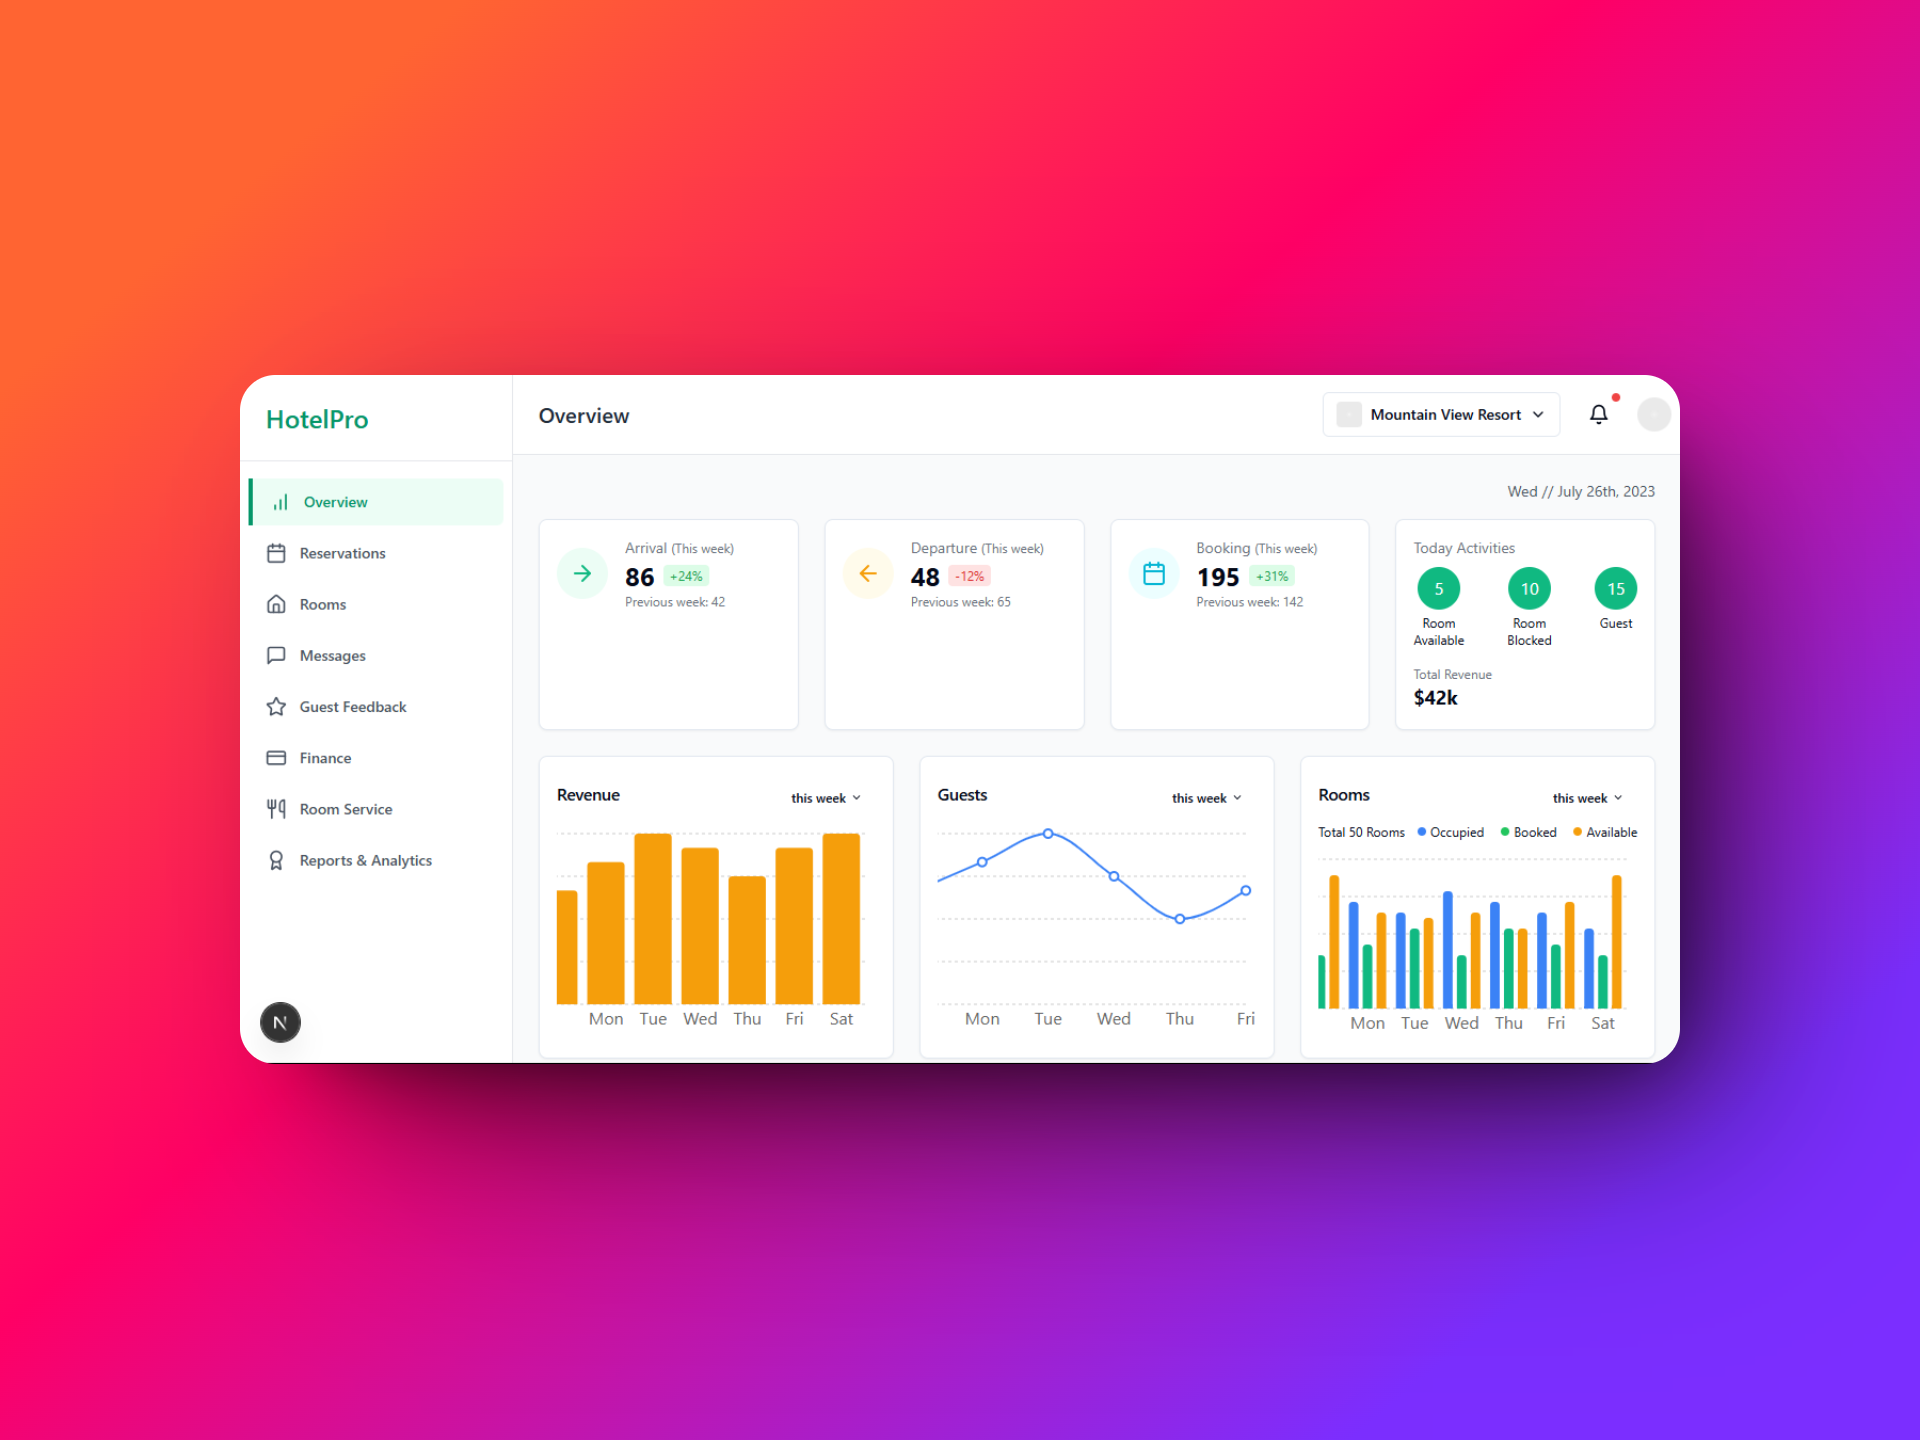 HotelPro
Overview
Reservations
Rooms
Messages
Guest Feedback
Finance
Room Service
Reports & Analytics
N
Overview
Mountain View Resort
Wed // July 26th, 2023
Arrival (This week)
86 +24%
Previous week: 42
Departure (This week)
48 -12%
Previous week: 65
Booking (This week)
195 +31%
Previous week: 142
Today Activities
5 10 15
Room Available
Room Blocked
Guest
Total Revenue
$42k
Revenue this week
Mon Tue Wed Thu Fri Sat
Guests this week
Mon Tue Wed Thu Fri
Rooms this week
Total 50 Rooms Occupied Booked Available
Mon Tue Wed Thu Fri Sat